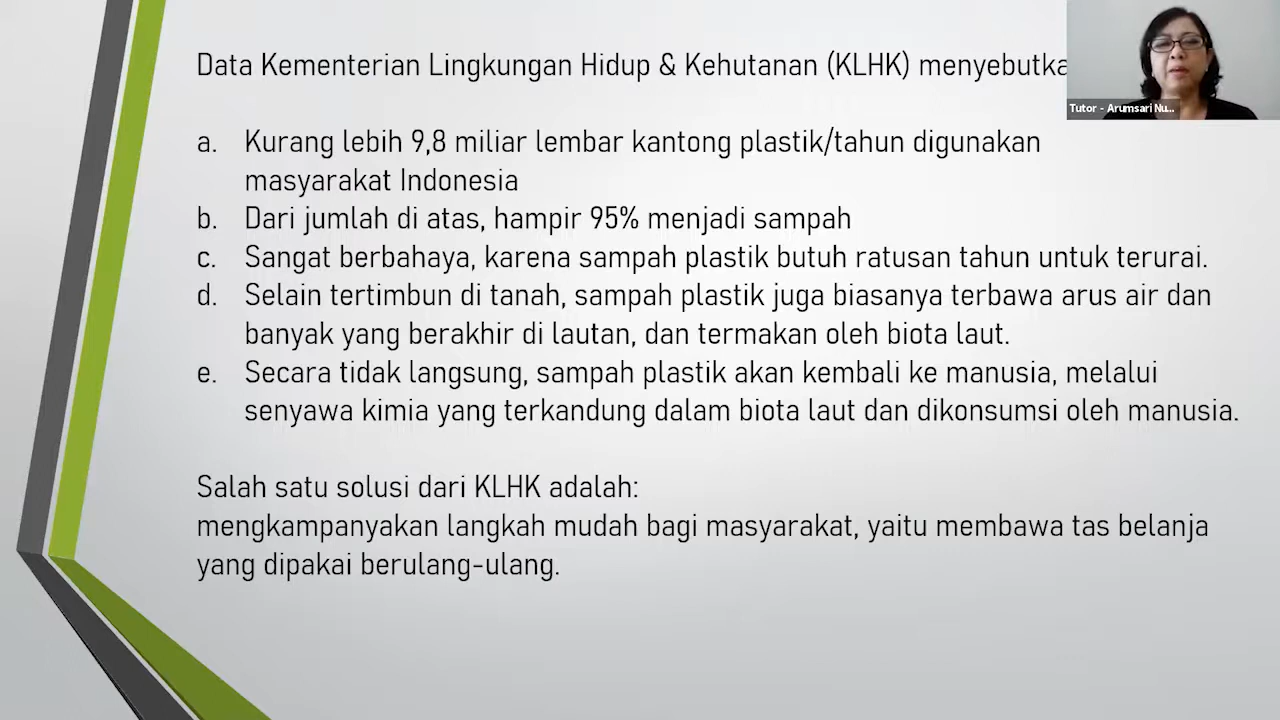 Data Kementerian Lingkungan Hidup & Kehutanan (KLHK) menyebutka
Tutor - Arumsari Nu...
a. Kurang lebih 9,8 miliar lembar kantong plastik/tahun digunakan
masyarakat Indonesia
b. Dari jumlah di atas, hampir 95% menjadi sampah
c. Sangat berbahaya, karena sampah plastik butuh ratusan tahun untuk terurai.
d. Selain tertimbun di tanah, sampah plastik juga biasanya terbawa arus air dan
banyak yang berakhir di lautan, dan termakan oleh biota laut.
e. Secara tidak langsung, sampah plastik akan kembali ke manusia, melalui
senyawa kimia yang terkandung dalam biota laut dan dikonsumsi oleh manusia.
Salah satu solusi dari KLHK adalah:
mengkampanyakan langkah mudah bagi masyarakat, yaitu membawa tas belanja
yang dipakai berulang-ulang.